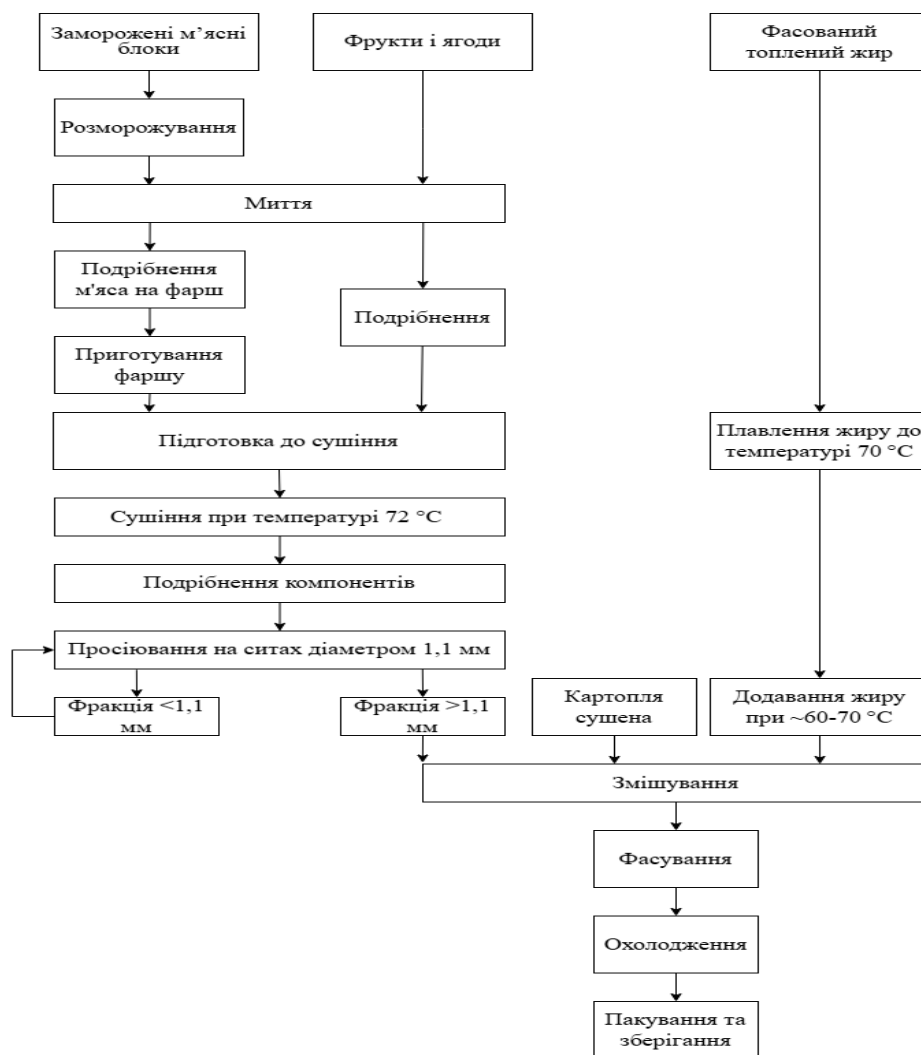 Заморожені м’ясні
блоки
Фрукти і ягоди
Фасований
топлений жир
Розморожування
Миття
Подрібнення
м'яса на фарш
Подрібнення
Приготування
фаршу
Підготовка до сушіння
Плавлення жиру до
температурі 70 °C
Сушіння при температурі 72 °C
Подрібнення компонентів
Просіювання на ситах діаметром 1,1 мм
Фракція <1,1
мм
Фракція >1,1
мм
Картопля
сушена
Додавання жиру
при ~60-70 °C
Змішування
Фасування
Охолодження
Пакування та
зберігання